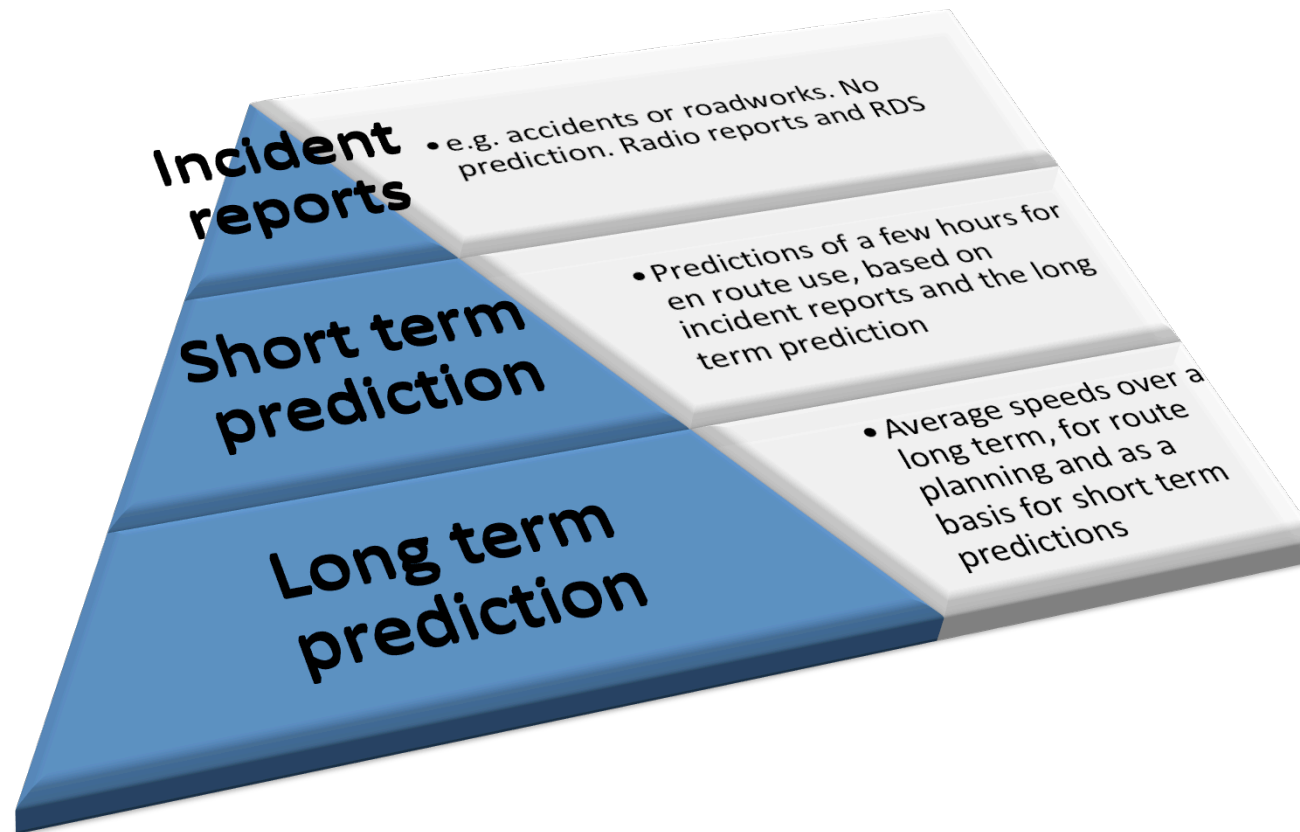 Incident
reports
• e.g. accidents or roadworks. No
prediction. Radio reports and RDS
Short term
prediction
• Predictions of a few hours for
en route use, based on
incident reports and the long
term prediction
Long term
prediction
• Average speeds over a
long term, for route
planning and as a
basis for short term
predictions